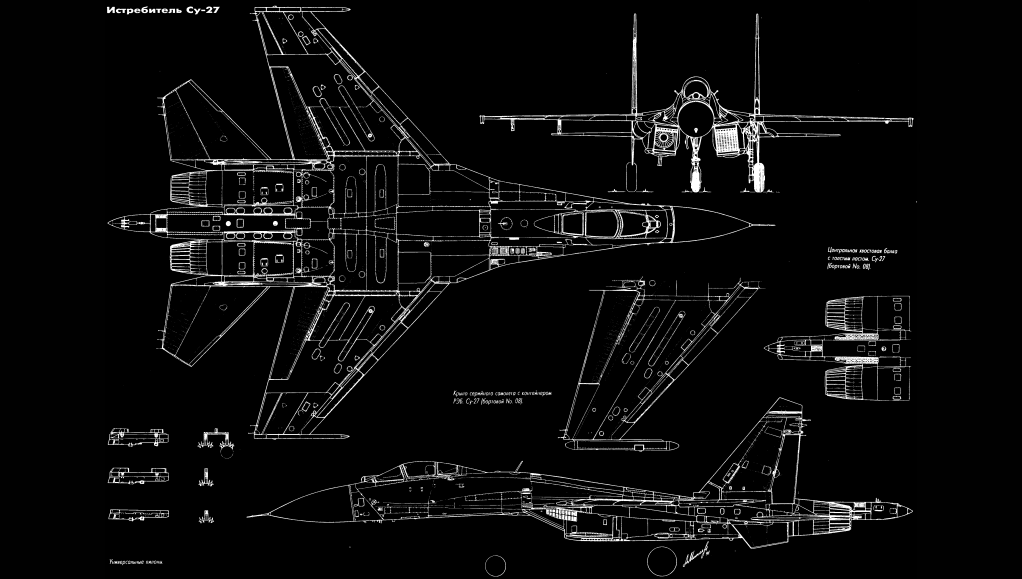 Истребитель Су-27
Центральная хвостовая балка
с толстым ластом. Су-27
(бортовой No. 08).
Крыло серийного самолета с контейнером
РЭБ. Су-27 (бортовой No. 08).
Универсальные пилоны.